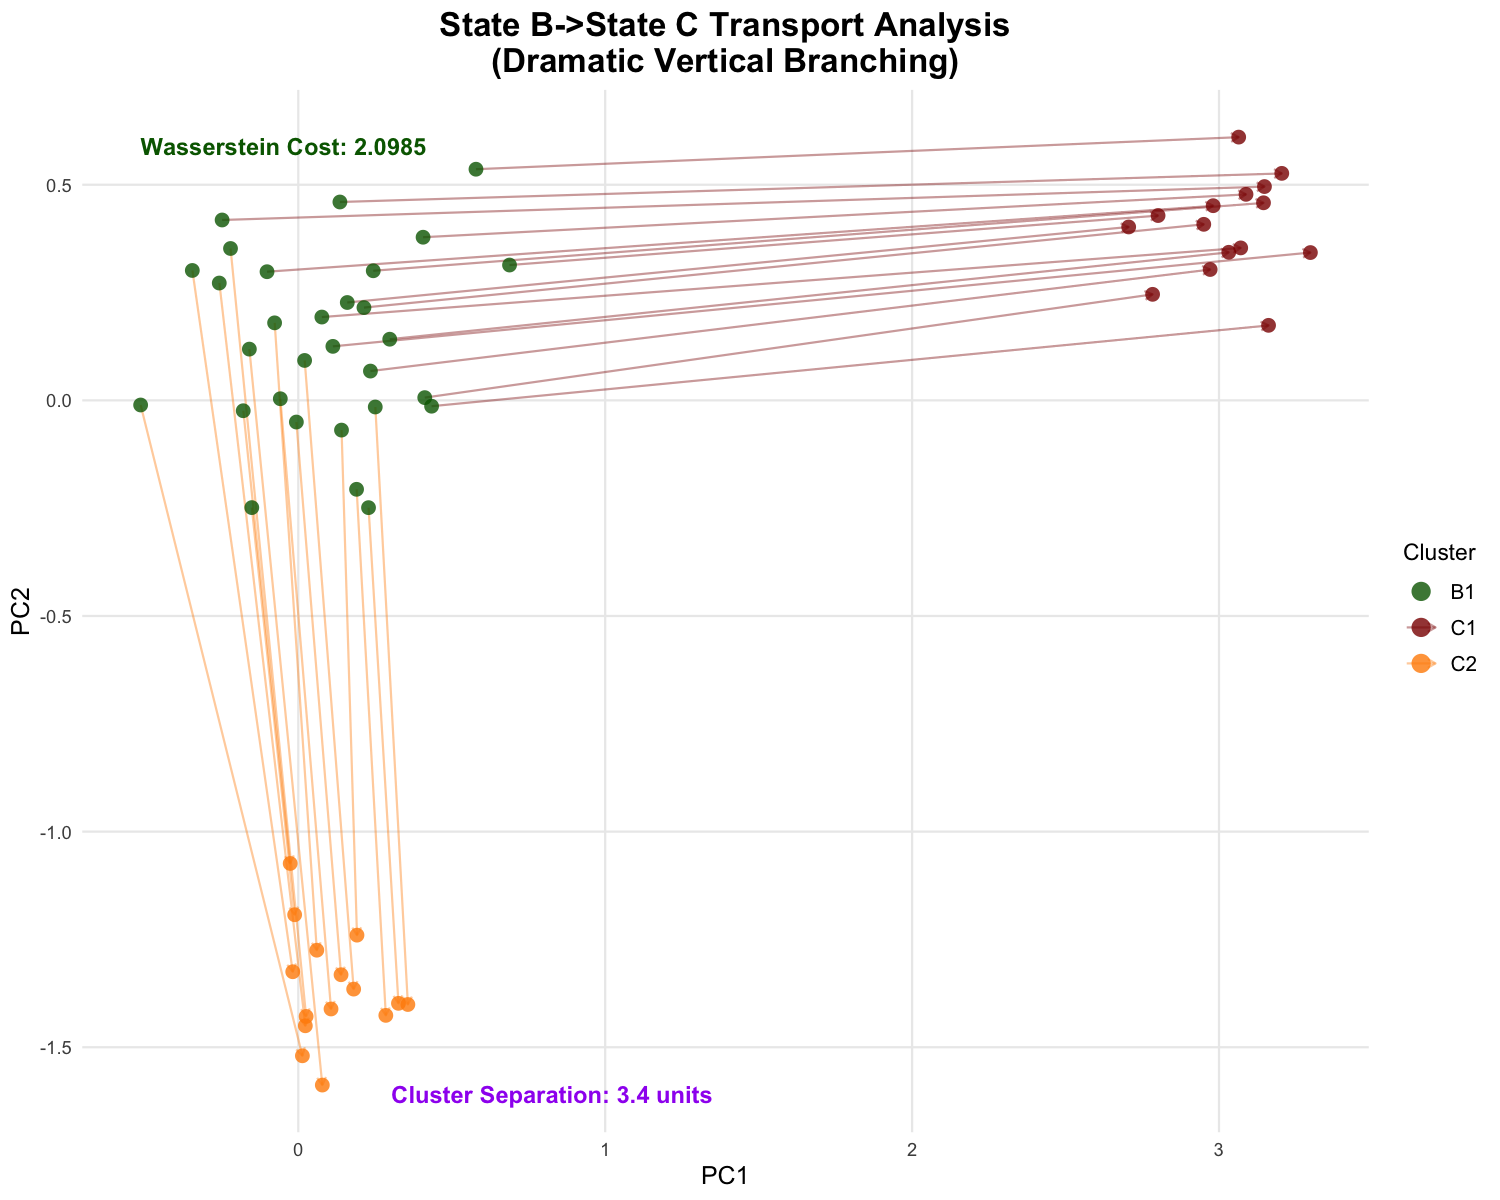 State B->State C Transport Analysis
(Dramatic Vertical Branching)
Wasserstein Cost: 2.0985
0.5
0.0
-0.5
-1.0
-1.5
PC2
Cluster Separation: 3.4 units
0
1
2
3
PC1
Cluster
B1
C1
C2